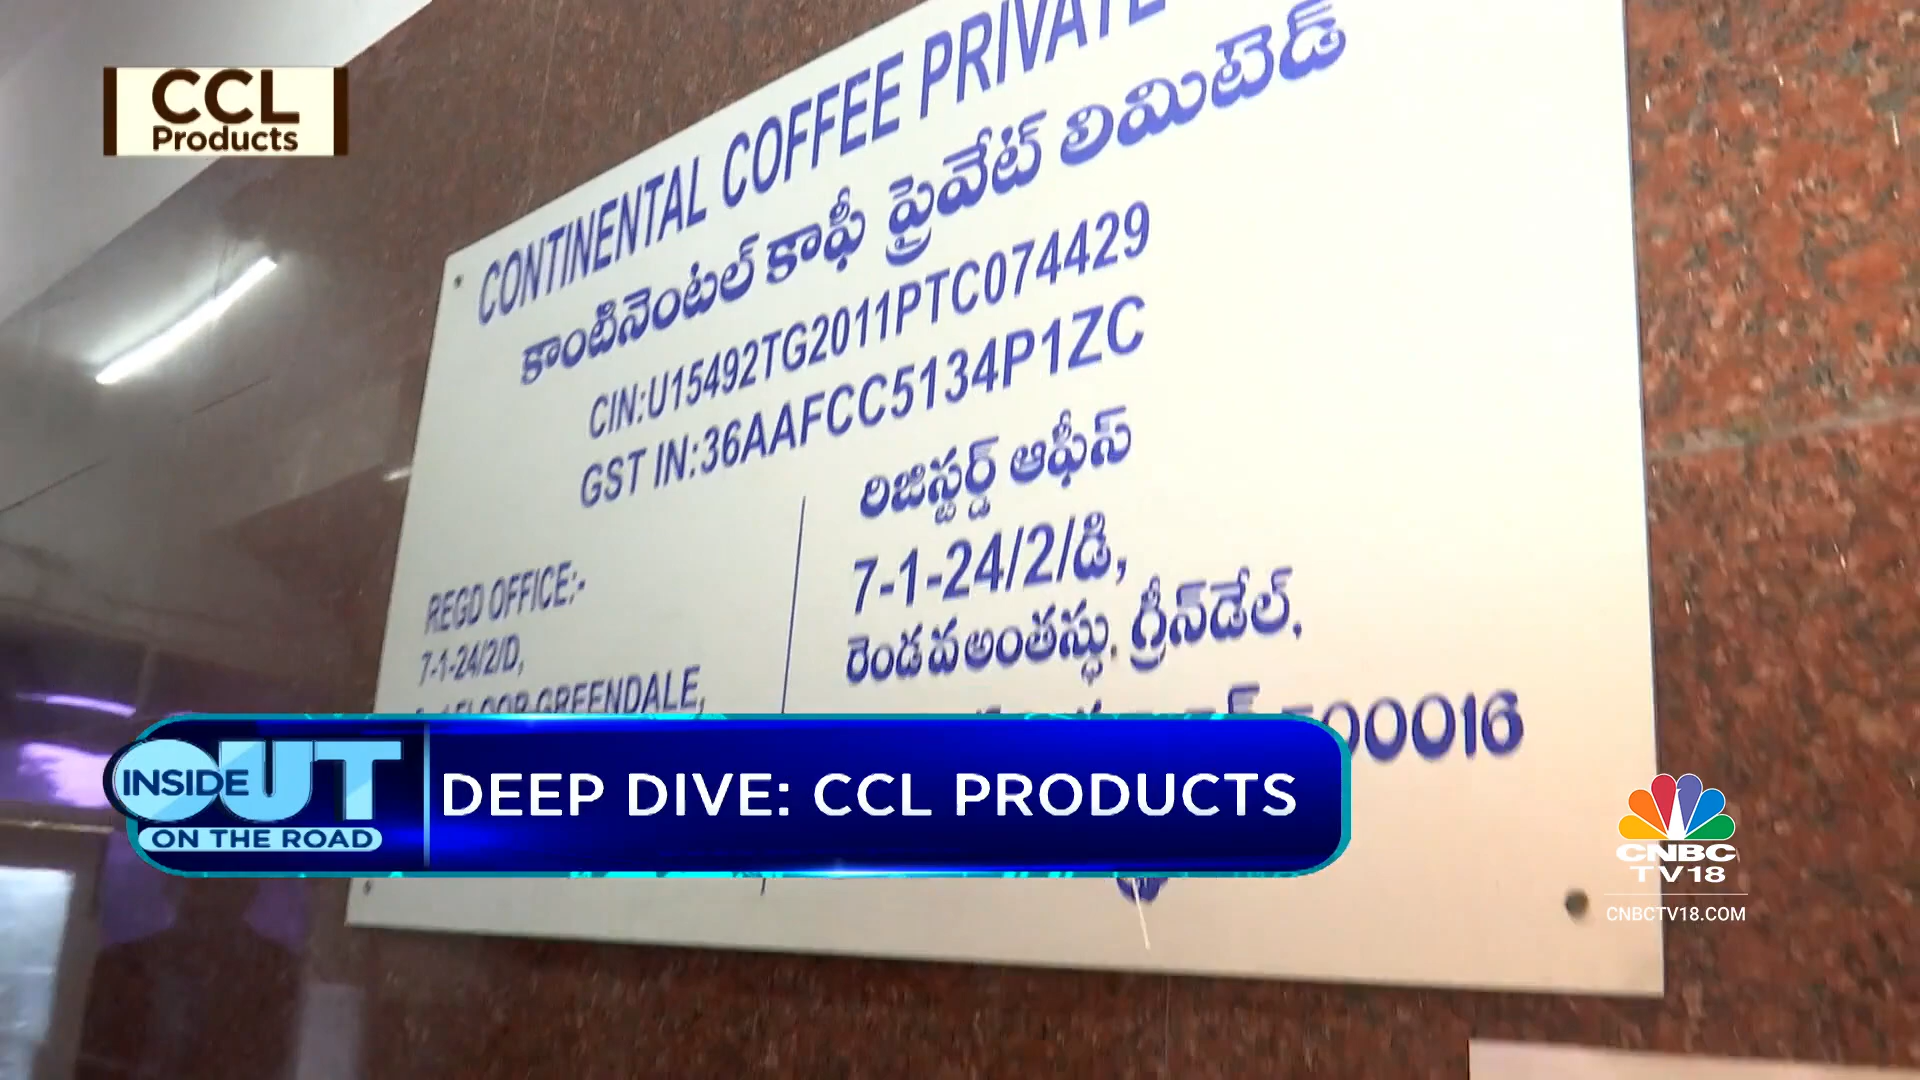 CCL
Products
CONTINENTAL COFFEE PRIVATE
కాంటినెంటల్ కాఫీ ప్రైవేట్ లిమిటెడ్
CIN:U15492TG2011PTC074429
GST IN:36AAFCC5134P1ZC
REGD OFFICE:-
7-1-24/2/D,
FLOOR GREENDALE,
రిజిస్టర్డ్ ఆఫీస్
7-1-24/2/డి,
రెండవ అంతస్థు, గ్రీన్‌డేల్,
500016
INSIDE OUT
ON THE ROAD
DEEP DIVE: CCL PRODUCTS
CNBC
TV18
CNBCTV18.COM